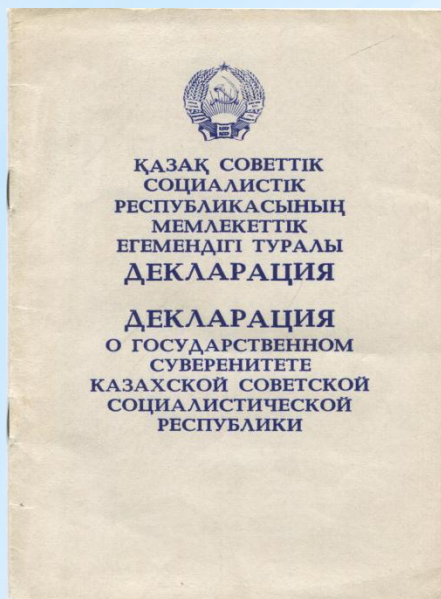 ҚАЗАҚ СОВЕТТІК
СОЦИАЛИСТІК
РЕСПУБЛИКАСЫНЫҢ
МЕМЛЕКЕТТІК
ЕГЕМЕНДІГІ ТУРАЛЫ
ДЕКЛАРАЦИЯ
ДЕКЛАРАЦИЯ
О ГОСУДАРСТВЕННОМ
СУВЕРЕНИТЕТЕ
КАЗАХСКОЙ СОВЕТСКОЙ
СОЦИАЛИСТИЧЕСКОЙ
РЕСПУБЛИКИ